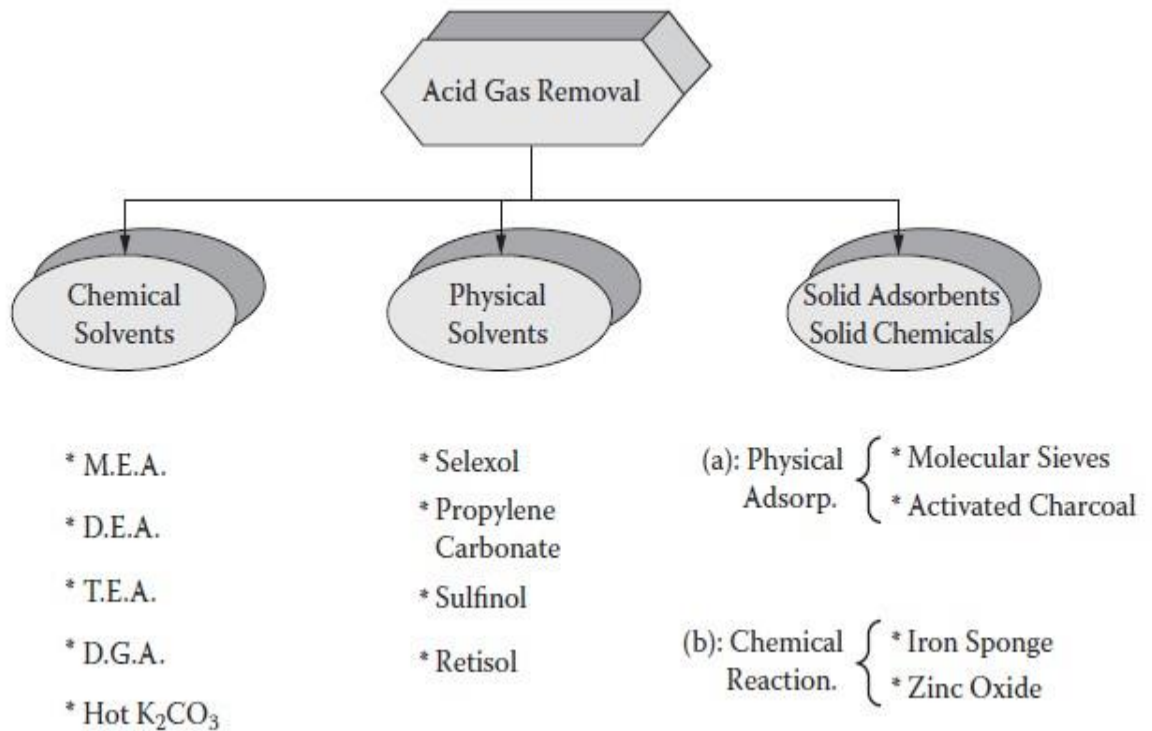 Acid Gas Removal
Chemical
Solvents
Physical
Solvents
Solid Adsorbents
Solid Chemicals
* M.E.A.
* D.E.A.
* T.E.A.
* D.G.A.
* Hot K₂CO₃
* Selexol
* Propylene
Carbonate
* Sulfinol
* Retisol
(a): Physical
Adsorp.
* Molecular Sieves
* Activated Charcoal
(b): Chemical
Reaction.
* Iron Sponge
* Zinc Oxide